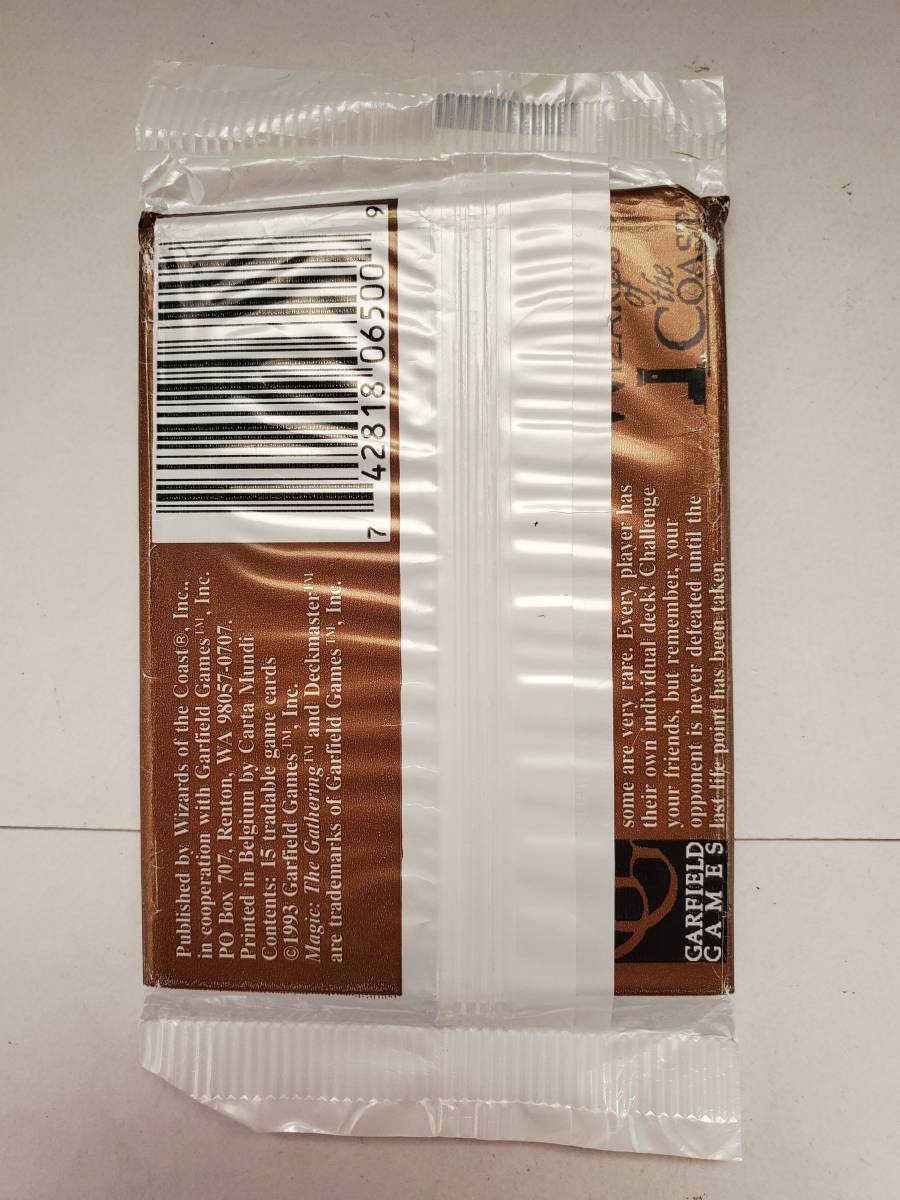 7 42818 06500 9
Published by Wizards of the Coast®, Inc.,
in cooperation with Garfield Games™, Inc.
PO Box 707, Renton, WA 98057-0707.
Printed in Belgium by Carta Mundi
Contents: 15 tradable game cards
©1993 Garfield Games™, Inc.
Magic: The Gathering™ and Deckmaster™
are trademarks of Garfield Games™, Inc.
of
the
COAST
some are very rare. Every player has
their own individual deck! Challenge
your friends, but remember, your
opponent is never defeated until the
last life point has been taken.
GARFIELD
GAMES